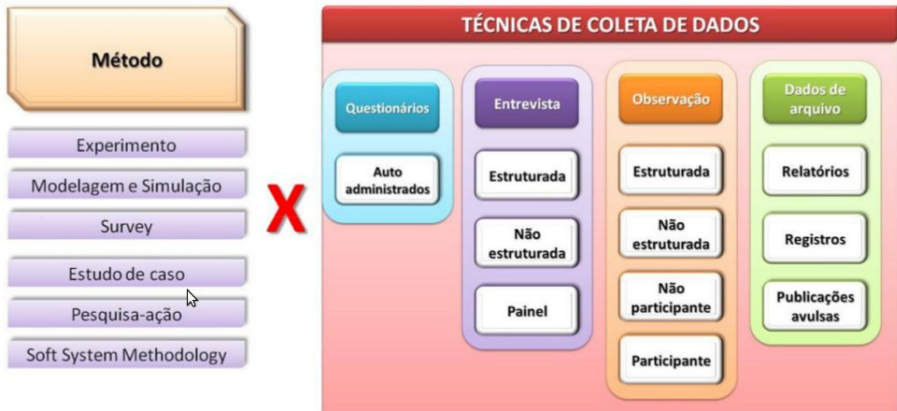 Método
Experimento
Modelagem e Simulação
Survey
Estudo de caso
Pesquisa-ação
Soft System Methodology
X
TÉCNICAS DE COLETA DE DADOS
Questionários
Auto
administrados
Entrevista
Estruturada
Não
estruturada
Painel
Observação
Estruturada
Não
estruturada
Não
participante
Participante
Dados de
arquivo
Relatórios
Registros
Publicações
avulsas